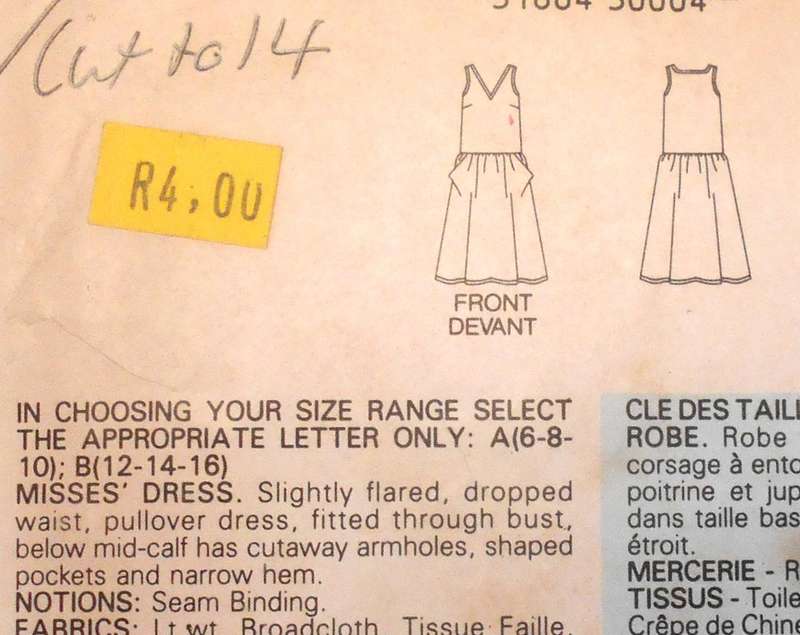 Cut to 14
R4,00
FRONT
DEVANT
IN CHOOSING YOUR SIZE RANGE SELECT
THE APPROPRIATE LETTER ONLY: A(6-8-
10); B(12-14-16)
MISSES' DRESS. Slightly flared, dropped
waist, pullover dress, fitted through bust,
below mid-calf has cutaway armholes, shaped
pockets and narrow hem.
NOTIONS: Seam Binding.
FABRICS: Lt.wt. Broadcloth, Tissue Faille,
CLE DES TAILL
ROBE. Robe
corsage à ento
poitrine et jup
dans taille bas
étroit.
MERCERIE - R
TISSUS - Toile
Crêpe de Chine